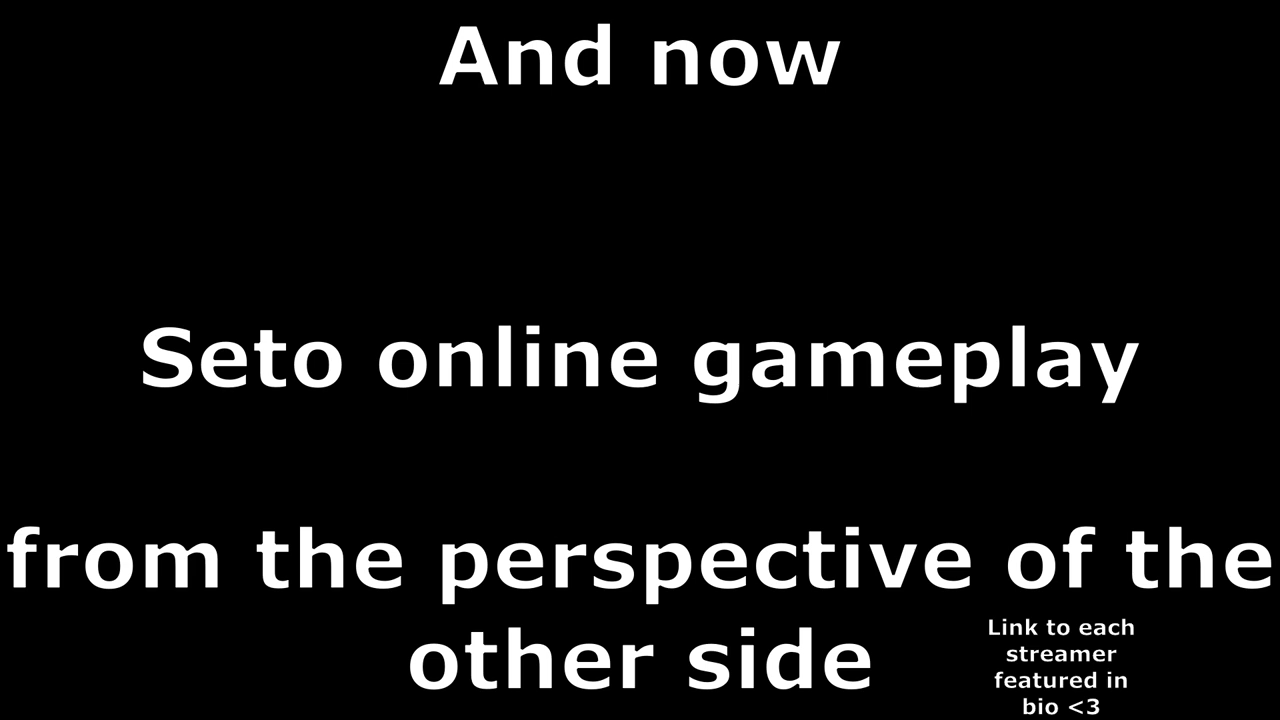 And now
Seto online gameplay
from the perspective of the
other side
Link to each
streamer
featured in
bio <3